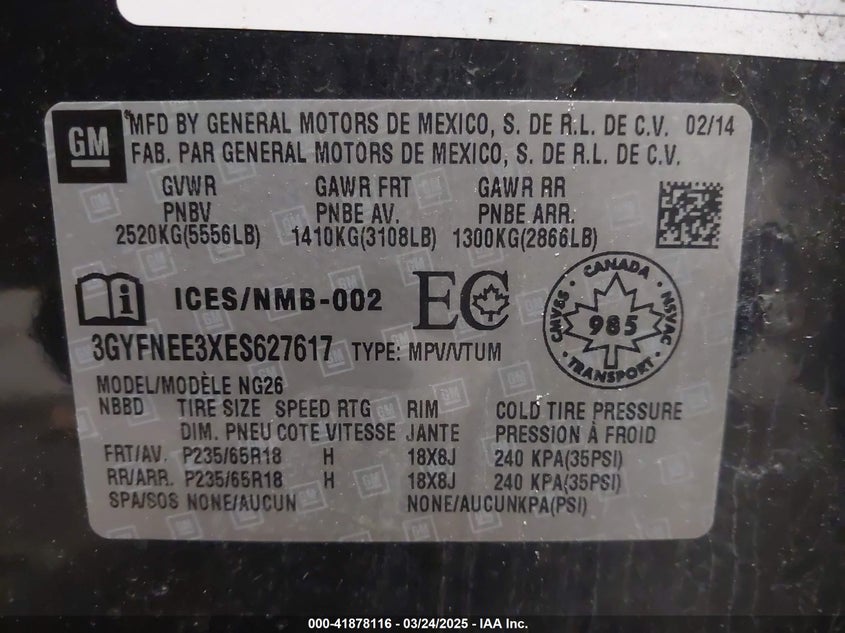 GM
MFD BY GENERAL MOTORS DE MEXICO, S. DE R.L. DE C.V. 02/14
FAB. PAR GENERAL MOTORS DE MEXICO, S. DE R.L. DE C.V.
GVWR GAWR FRT GAWR RR
PNBV PNBE AV. PNBE ARR.
2520KG(5556LB) 1410KG(3108LB) 1300KG(2866LB)
ICES/NMB-002 EC
CANADA
CMVSS 985 NSVAC
TRANSPORT
3GYFNEE3XES627617 TYPE: MPV/VTUM
MODEL/MODÈLE NG26
NBBD TIRE SIZE SPEED RTG RIM COLD TIRE PRESSURE
DIM. PNEU COTE VITESSE JANTE PRESSION À FROID
FRT/AV. P235/65R18 H 18X8J 240 KPA(35PSI)
RR/ARR. P235/65R18 H 18X8J 240 KPA(35PSI)
SPA/SOS NONE/AUCUN NONE/AUCUNKPA(PSI)
000-41878116 - 03/24/2025 - IAA Inc.